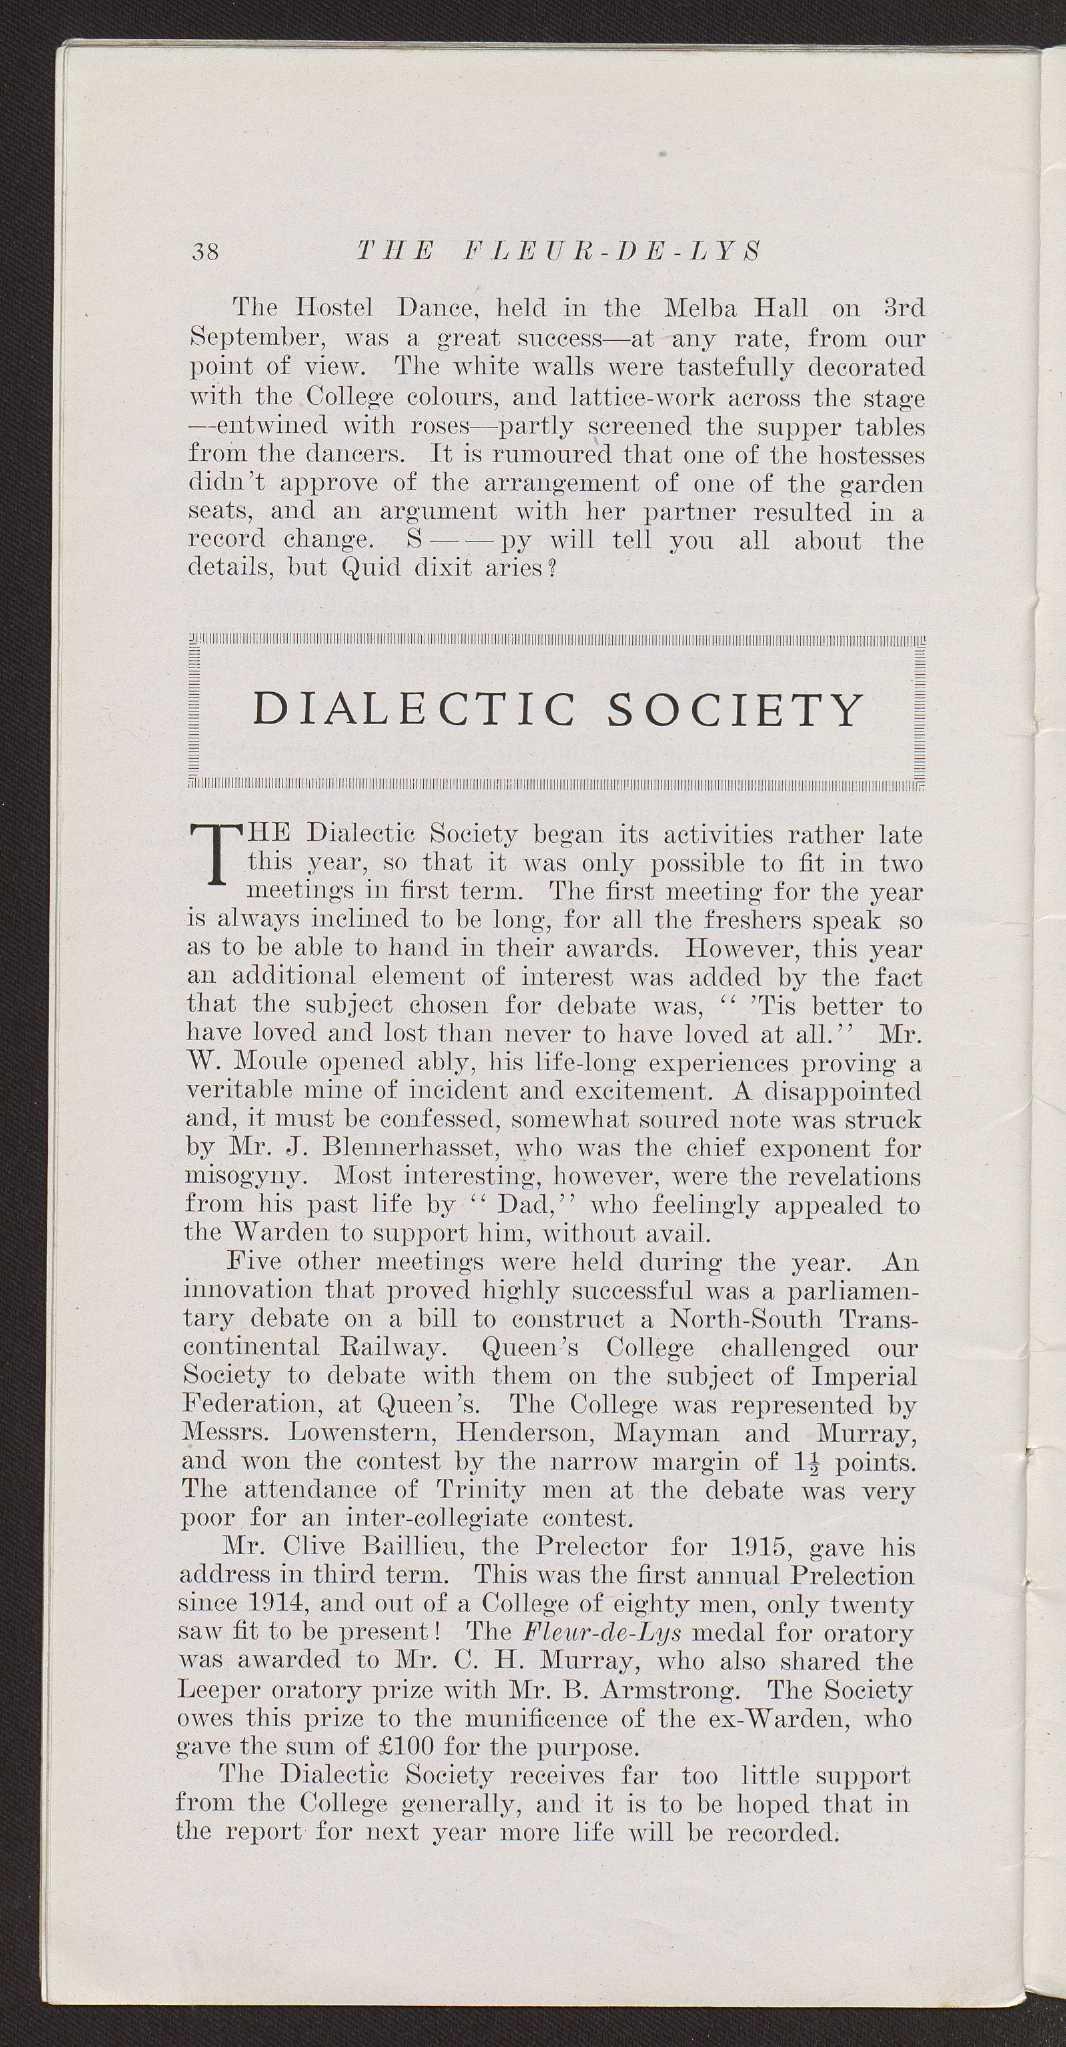 38 THE FLEUR-DE-LYS
The Hostel Dance, held in the Melba Hall on 3rd
September, was a great success—at any rate, from our
point of view. The white walls were tastefully decorated
with the College colours, and lattice-work across the stage
—entwined with roses—partly screened the supper tables
from the dancers. It is rumoured that one of the hostesses
didn't approve of the arrangement of one of the garden
seats, and an argument with her partner resulted in a
record change. S — — py will tell you all about the
details, but Quid dixit aries?
DIALECTIC SOCIETY
THE Dialectic Society began its activities rather late
this year, so that it was only possible to fit in two
meetings in first term. The first meeting for the year
is always inclined to be long, for all the freshers speak so
as to be able to hand in their awards. However, this year
an additional element of interest was added by the fact
that the subject chosen for debate was, " 'Tis better to
have loved and lost than never to have loved at all." Mr.
W. Moule opened ably, his life-long experiences proving a
veritable mine of incident and excitement. A disappointed
and, it must be confessed, somewhat soured note was struck
by Mr. J. Blennerhasset, who was the chief exponent for
misogyny. Most interesting, however, were the revelations
from his past life by " Dad," who feelingly appealed to
the Warden to support him, without avail.
Five other meetings were held during the year. An
innovation that proved highly successful was a parliamen-
tary debate on a bill to construct a North-South Trans-
continental Railway. Queen's College challenged our
Society to debate with them on the subject of Imperial
Federation, at Queen's. The College was represented by
Messrs. Lowenstern, Henderson, Mayman and Murray,
and won the contest by the narrow margin of 1½ points.
The attendance of Trinity men at the debate was very
poor for an inter-collegiate contest.
Mr. Clive Baillieu, the Prelector for 1915, gave his
address in third term. This was the first annual Prelection
since 1914, and out of a College of eighty men, only twenty
saw fit to be present! The Fleur-de-Lys medal for oratory
was awarded to Mr. C. H. Murray, who also shared the
Leeper oratory prize with Mr. B. Armstrong. The Society
owes this prize to the munificence of the ex-Warden, who
gave the sum of £100 for the purpose.
The Dialectic Society receives far too little support
from the College generally, and it is to be hoped that in
the report for next year more life will be recorded.